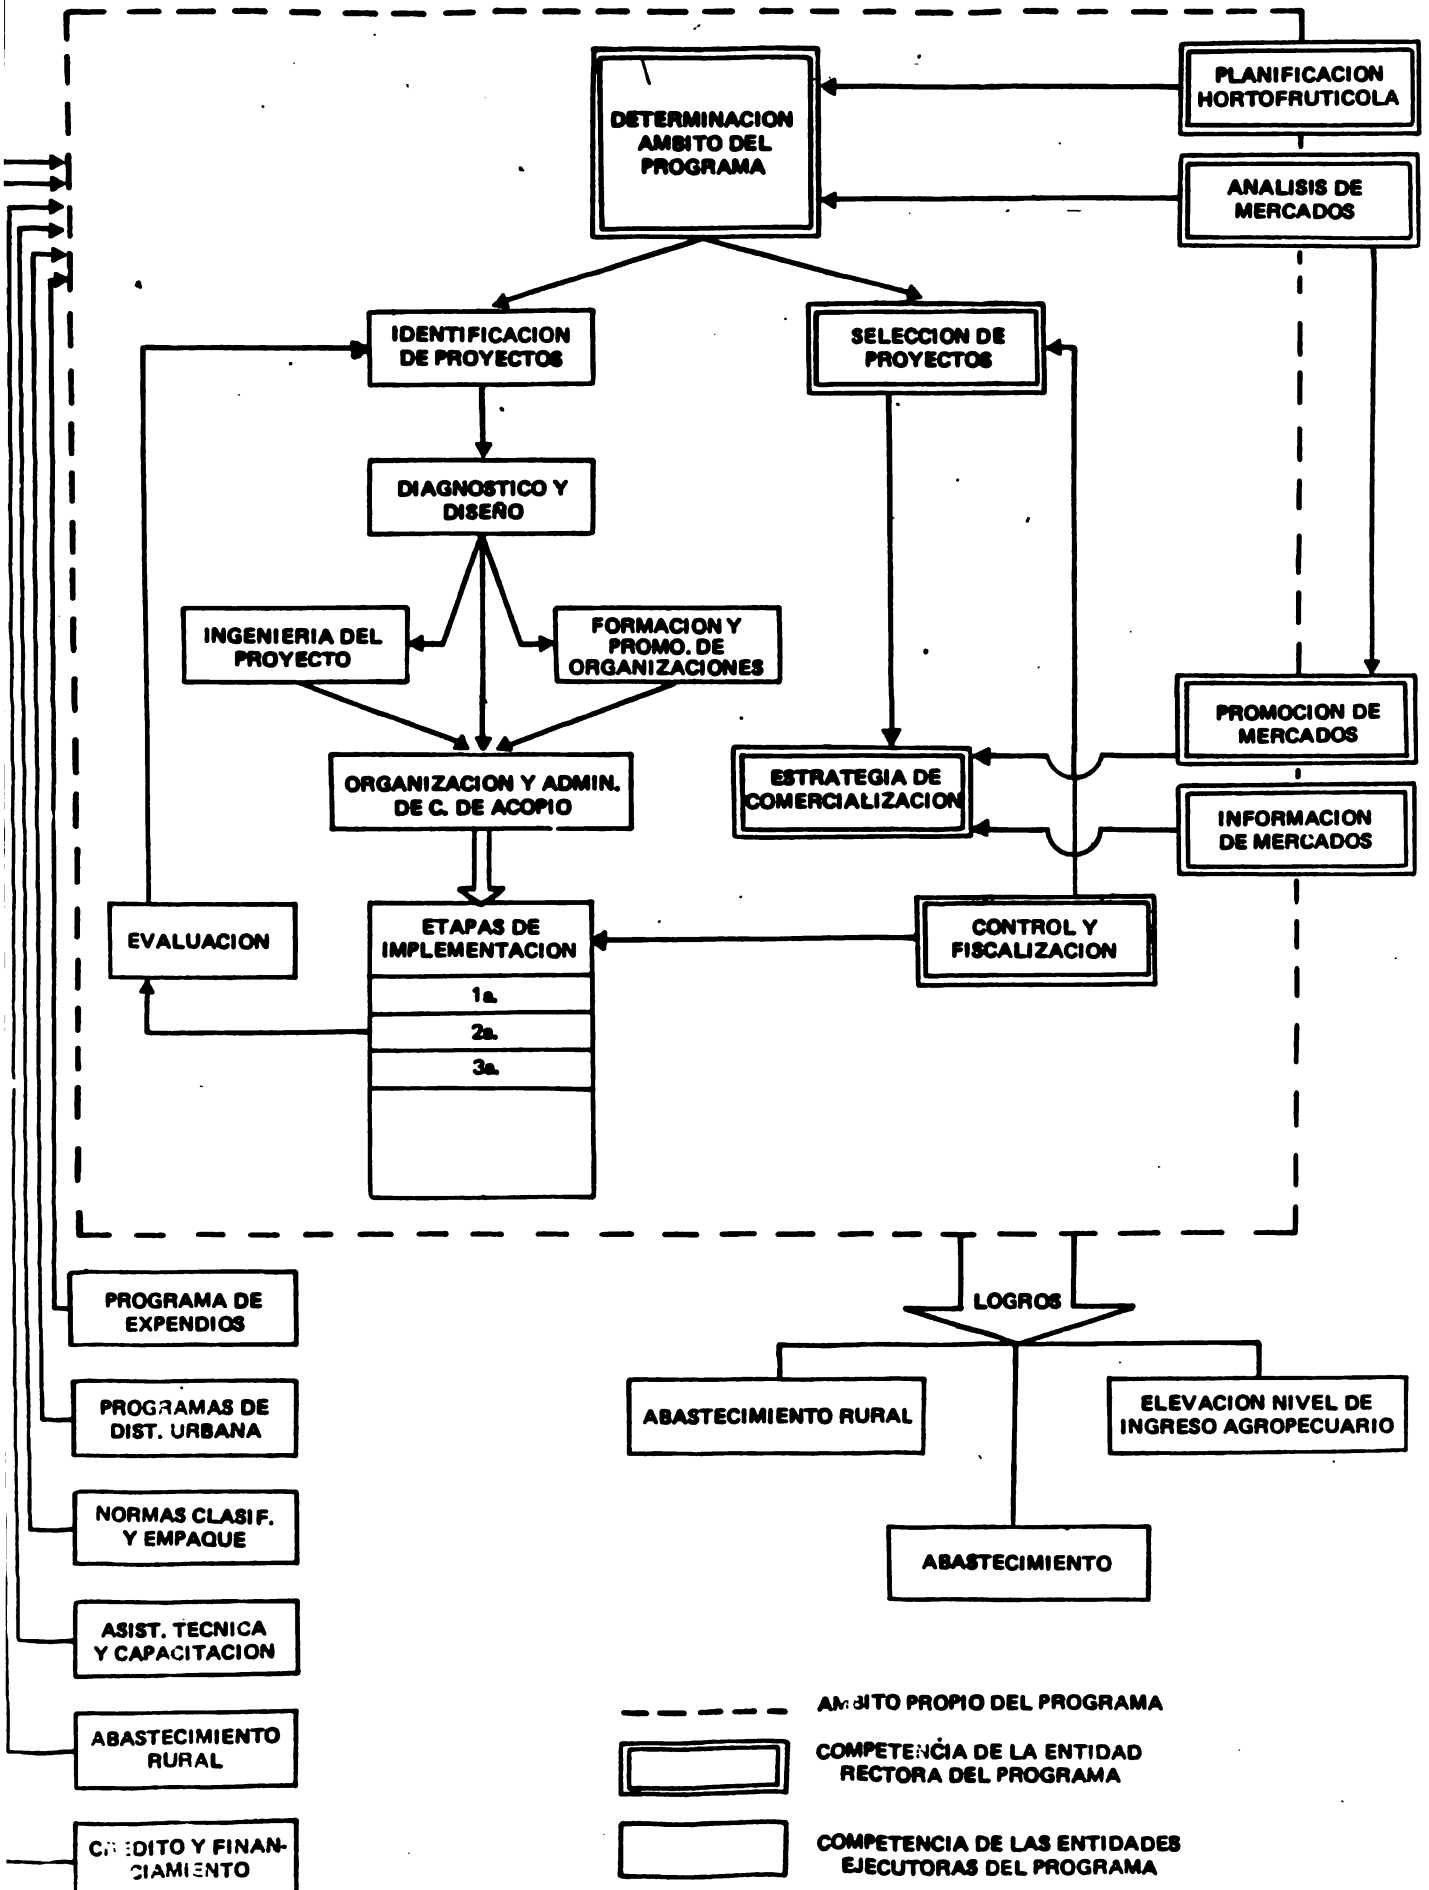 PLANIFICACION
HORTOFRUTICOLA
DETERMINACION
AMBITO DEL
PROGRAMA
ANALISIS DE
MERCADOS
IDENTIFICACION
DE PROYECTOS
SELECCION DE
PROYECTOS
DIAGNOSTICO Y
DISEÑO
INGENIERIA DEL
PROYECTO
FORMACION Y
PROMO. DE
ORGANIZACIONES
PROMOCION DE
MERCADOS
ORGANIZACION Y ADMIN.
DE C. DE ACOPIO
ESTRATEGIA DE
COMERCIALIZACION
INFORMACION
DE MERCADOS
EVALUACION
ETAPAS DE
IMPLEMENTACION
1a.
2a.
3a.
CONTROL Y
FISCALIZACION
PROGRAMA DE
EXPENDIOS
LOGROS
PROGRAMAS DE
DIST. URBANA
ABASTECIMIENTO RURAL
ELEVACION NIVEL DE
INGRESO AGROPECUARIO
NORMAS CLASIF.
Y EMPAQUE
ABASTECIMIENTO
ASIST. TECNICA
Y CAPACITACION
ABASTECIMIENTO
RURAL
CREDITO Y FINAN-
CIAMIENTO
AMBITO PROPIO DEL PROGRAMA
COMPETENCIA DE LA ENTIDAD
RECTORA DEL PROGRAMA
COMPETENCIA DE LAS ENTIDADES
EJECUTORAS DEL PROGRAMA